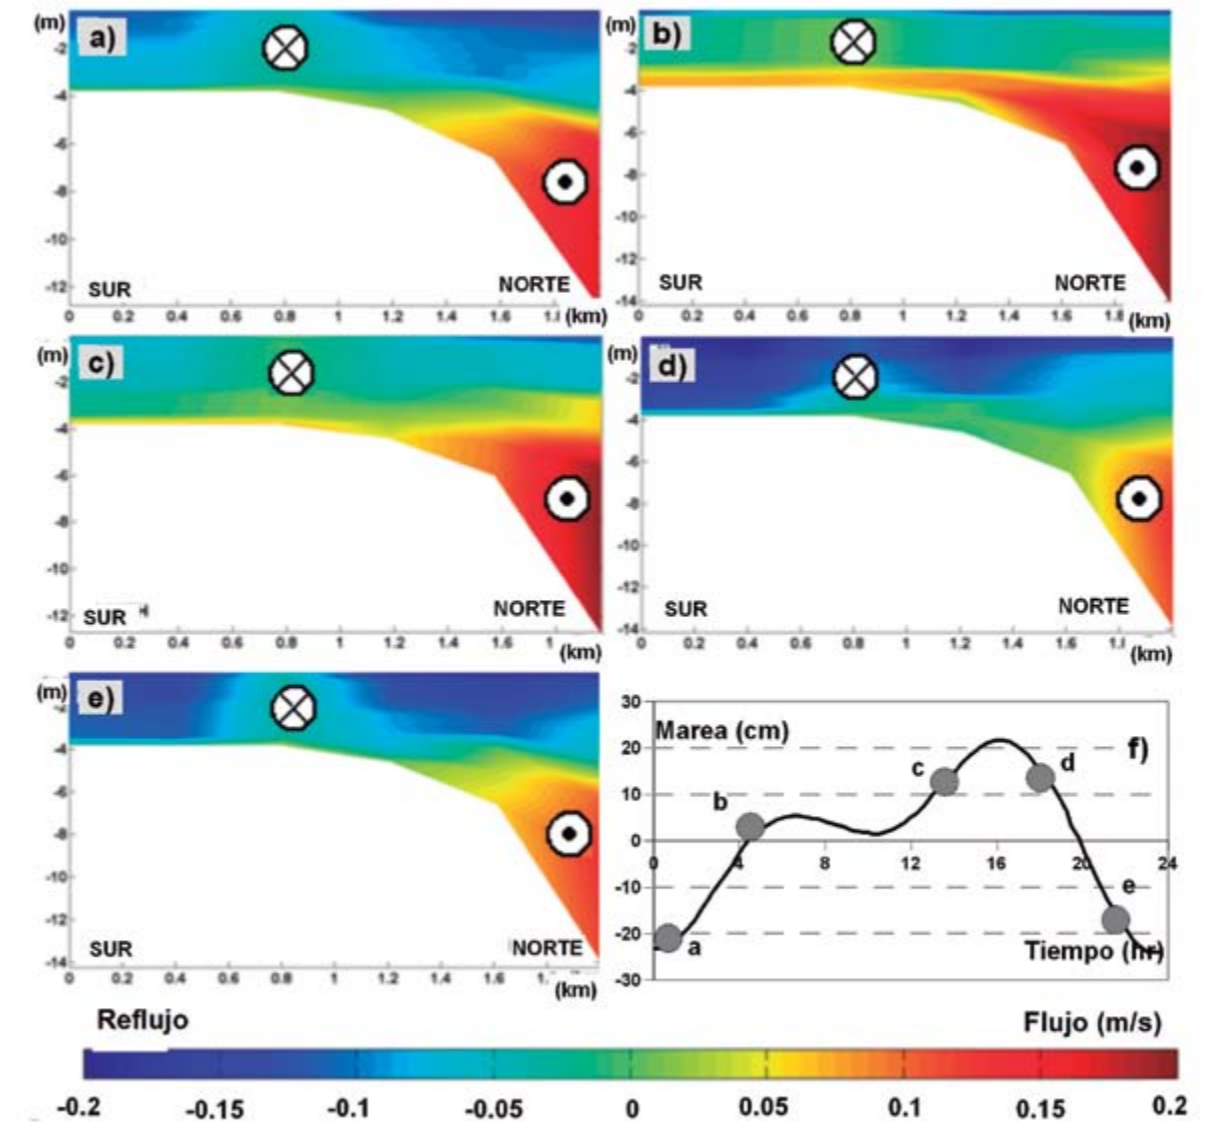 (m)
a)
-2
-4
-6
-8
-10
-12
SUR
NORTE
0 0.2 0.4 0.6 0.8 1 1.2 1.4 1.6 (km)
(m)
b)
-2
-4
-6
-8
-10
-12
-14
SUR
NORTE
0 0.2 0.4 0.6 0.8 1 1.2 1.4 1.6 1.8 (km)
(m)
c)
-2
-4
-6
-8
-10
-12
SUR
NORTE
0 0.2 0.4 0.6 0.8 1 1.2 1.4 1.6
(km)
(m)
d)
-2
-4
-6
-8
-10
-12
-14
SUR
NORTE
0 0.2 0.4 0.6 0.8 1 1.2 1.4 1.6
(km)
(m)
e)
-2
-4
-6
-8
-10
-12
-14
SUR
NORTE
0 0.2 0.4 0.6 0.8 1 1.2 1.4 1.6
(km)
30
20
10
0
-10
-20
-30
Marea (cm)
f)
a
b
c
d
e
0 4 8 12 16 20 24
Tiempo (hr)
Reflujo
Flujo (m/s)
-0.2 -0.15 -0.1 -0.05 0 0.05 0.1 0.15 0.2